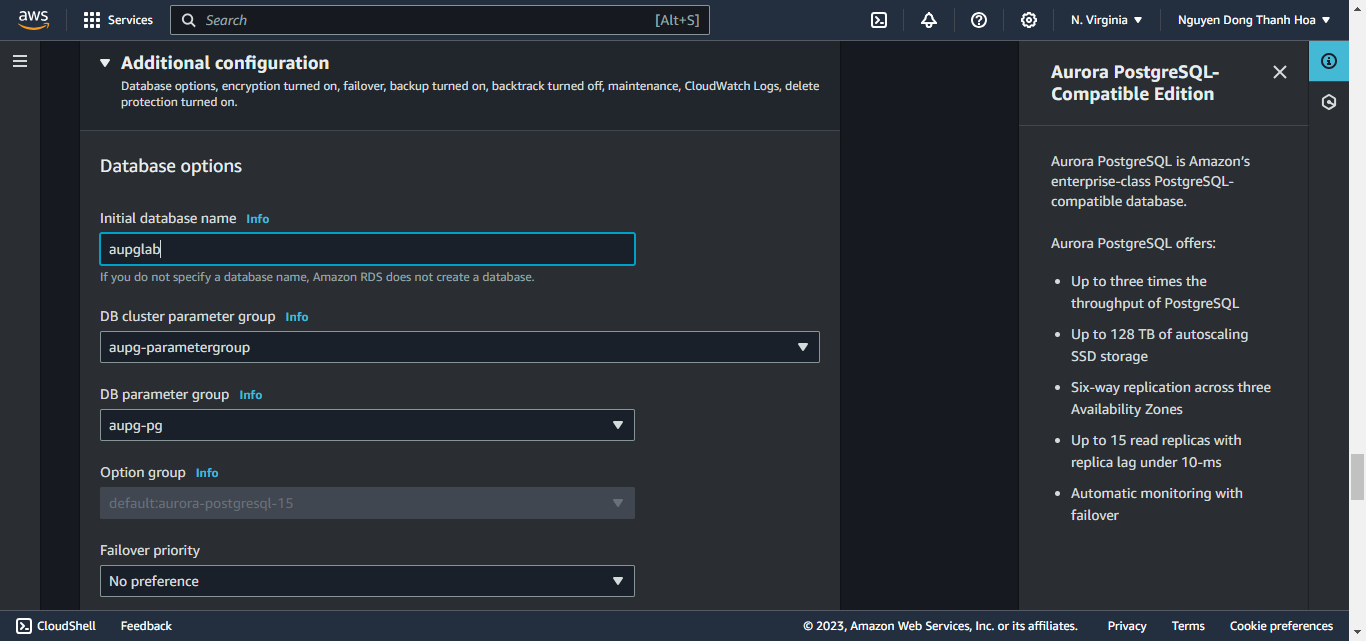 aws
Services
Search
[Alt+S]
N. Virginia
Nguyen Dong Thanh Hoa
Additional configuration
Database options, encryption turned on, failover, backup turned on, backtrack turned off, maintenance, CloudWatch Logs, delete
protection turned on.
Database options
Initial database name Info
aupglab
If you do not specify a database name, Amazon RDS does not create a database.
DB cluster parameter group Info
aupg-parametergroup
DB parameter group Info
aupg-pg
Option group Info
default:aurora-postgresql-15
Failover priority
No preference
Aurora PostgreSQL-
Compatible Edition
Aurora PostgreSQL is Amazon’s
enterprise-class PostgreSQL-
compatible database.
Aurora PostgreSQL offers:
• Up to three times the
throughput of PostgreSQL
• Up to 128 TB of autoscaling
SSD storage
• Six-way replication across three
Availability Zones
• Up to 15 read replicas with
replica lag under 10-ms
• Automatic monitoring with
failover
CloudShell
Feedback
© 2023, Amazon Web Services, Inc. or its affiliates.
Privacy
Terms
Cookie preferences